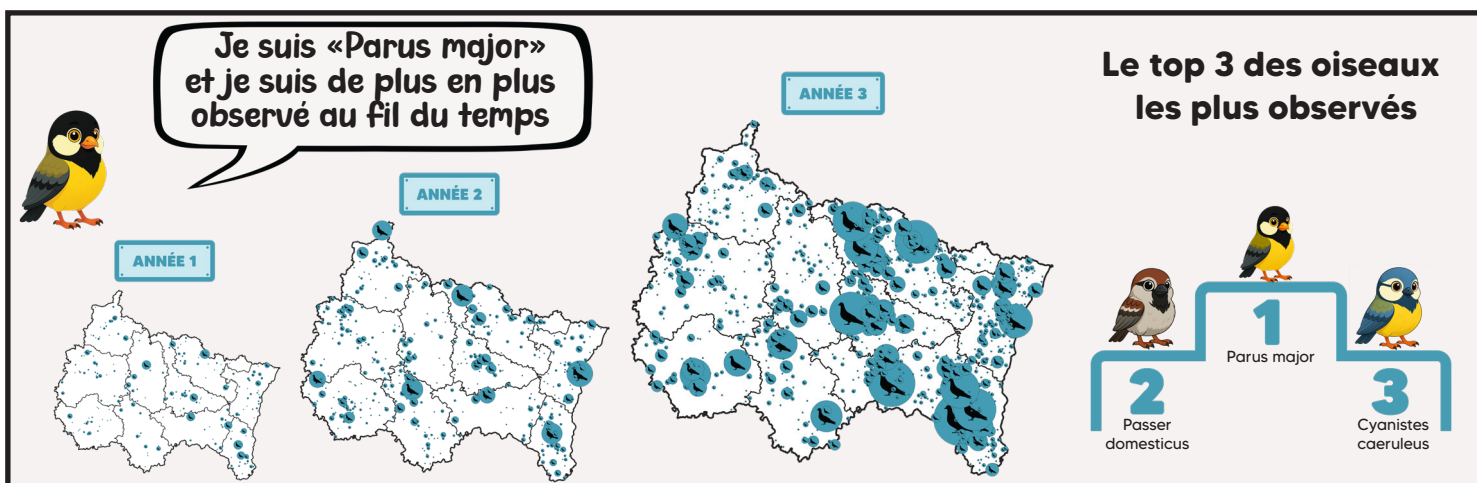 Je suis «Parus major»
et je suis de plus en plus
observé au fil du temps
ANNÉE 1
ANNÉE 2
ANNÉE 3
Le top 3 des oiseaux
les plus observés
1
Parus major
2
Passer
domesticus
3
Cyanistes
caeruleus